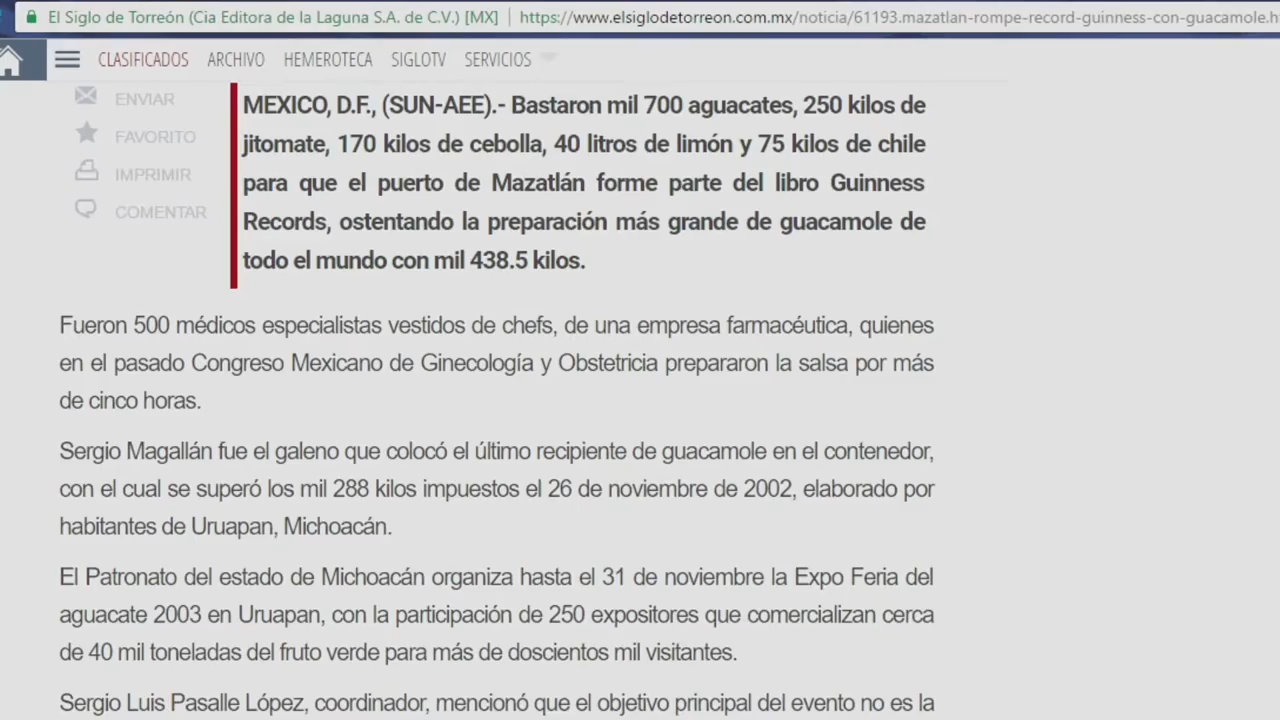 El Siglo de Torreón (Cia Editora de la Laguna S.A. de C.V.) [MX] https://www.elsiglodetorreon.com.mx/noticia/61193.mazatlan-rompe-record-guinness-con-guacamole.h
CLASIFICADOS ARCHIVO HEMEROTECA SIGLOTV SERVICIOS
ENVIAR
FAVORITO
IMPRIMIR
COMENTAR
MEXICO, D.F., (SUN-AEE).- Bastaron mil 700 aguacates, 250 kilos de
jitomate, 170 kilos de cebolla, 40 litros de limón y 75 kilos de chile
para que el puerto de Mazatlán forme parte del libro Guinness
Records, ostentando la preparación más grande de guacamole de
todo el mundo con mil 438.5 kilos.
Fueron 500 médicos especialistas vestidos de chefs, de una empresa farmacéutica, quienes
en el pasado Congreso Mexicano de Ginecología y Obstetricia prepararon la salsa por más
de cinco horas.
Sergio Magallán fue el galeno que colocó el último recipiente de guacamole en el contenedor,
con el cual se superó los mil 288 kilos impuestos el 26 de noviembre de 2002, elaborado por
habitantes de Uruapan, Michoacán.
El Patronato del estado de Michoacán organiza hasta el 31 de noviembre la Expo Feria del
aguacate 2003 en Uruapan, con la participación de 250 expositores que comercializan cerca
de 40 mil toneladas del fruto verde para más de doscientos mil visitantes.
Sergio Luis Pasalle López, coordinador, mencionó que el objetivo principal del evento no es la